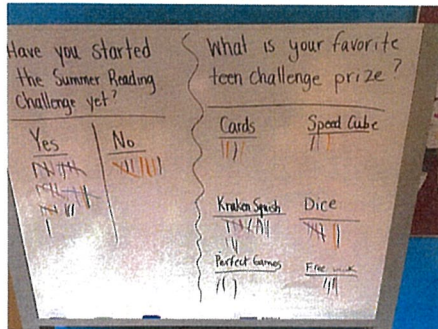 Have you started
the Summer Reading
Challenge yet?
Yes No
What is your favorite
teen challenge prize?
Cards Speed Cube
Kraken Squish Dice
Perfect Games Free